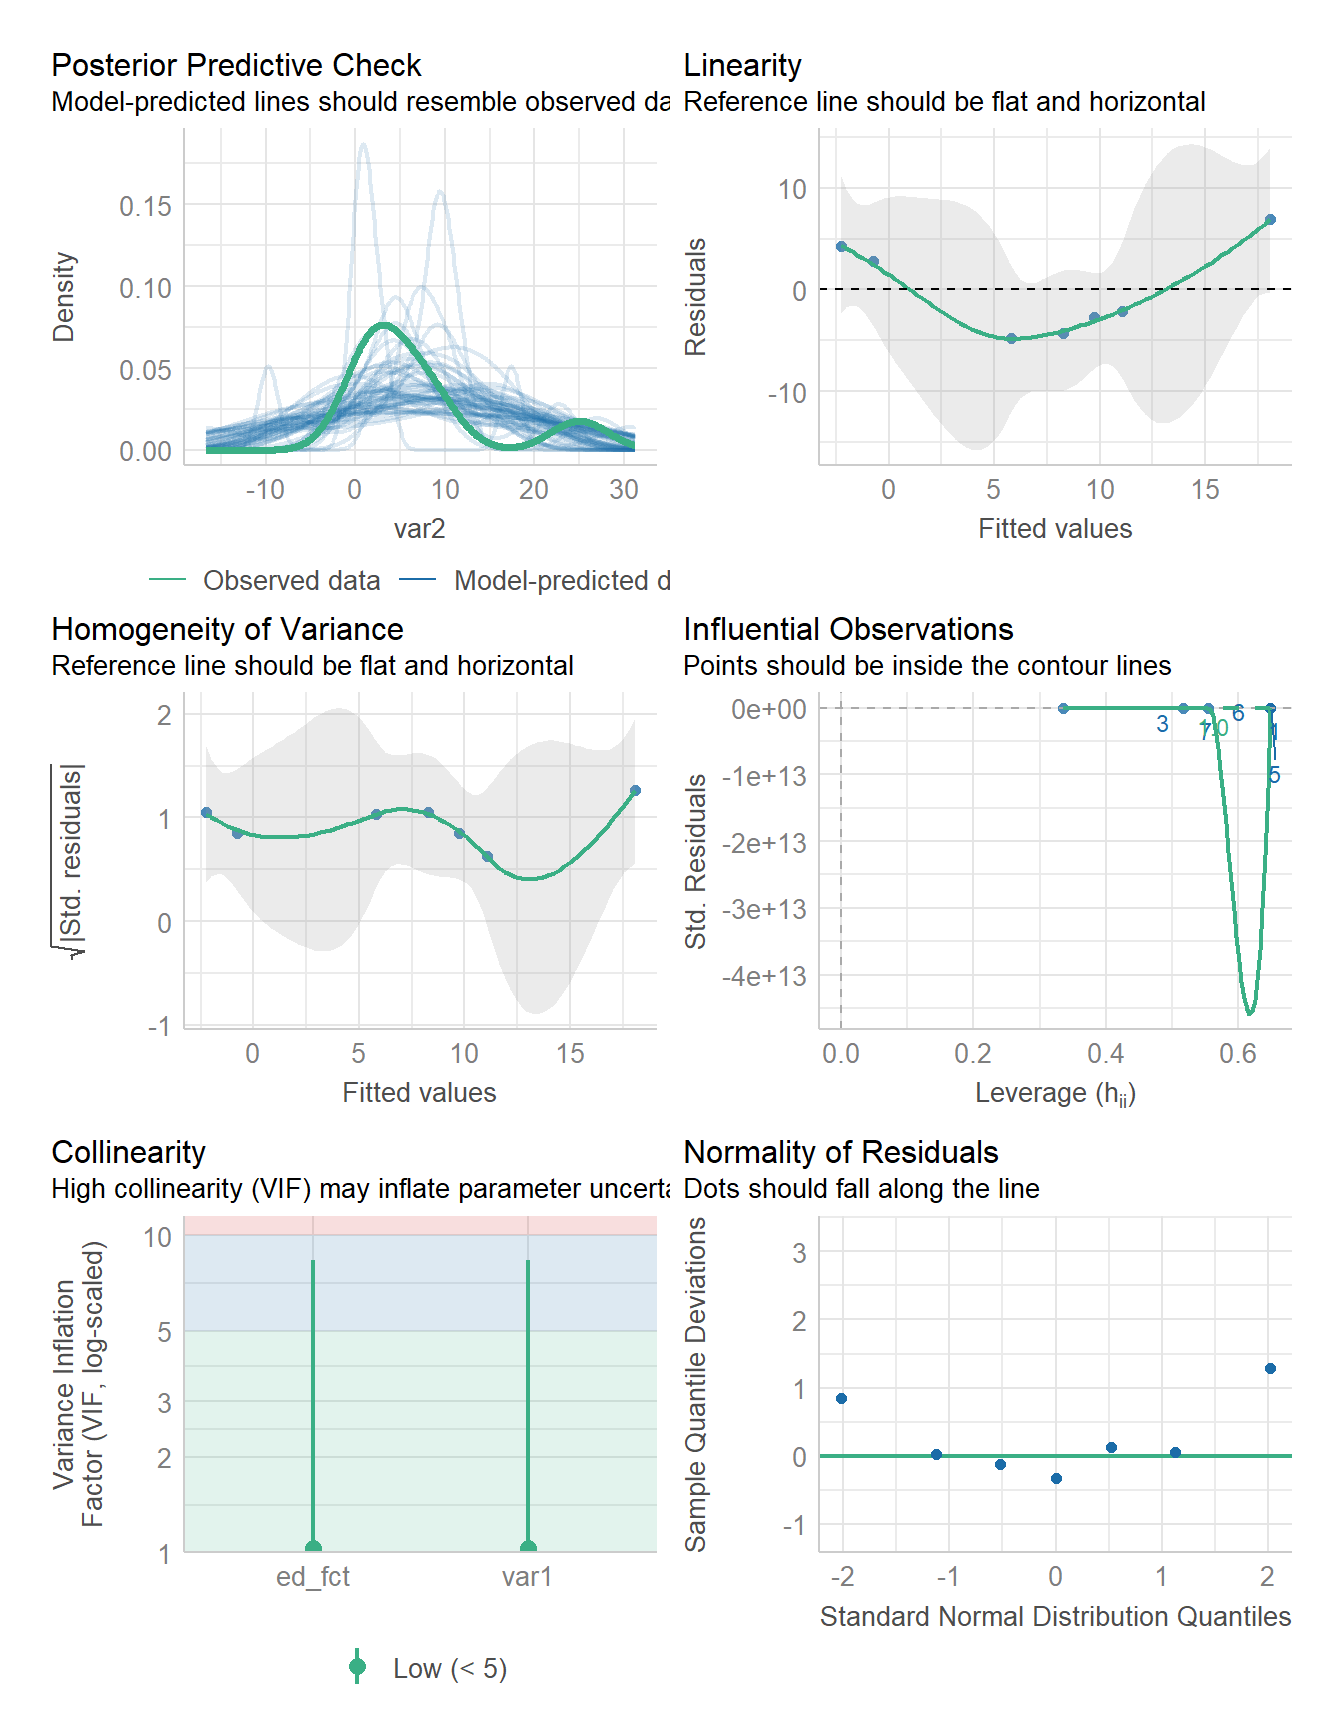 Posterior Predictive Check
Model-predicted lines should resemble observed da
Density
0.15
0.10
0.05
0.00
-10 0 10 20 30
var2
Observed data Model-predicted d
Linearity
Reference line should be flat and horizontal
Residuals
10
0
-10
0 5 10 15
Fitted values
Homogeneity of Variance
Reference line should be flat and horizontal
√|Std. residuals|
2
1
0
-1
0 5 10 15
Fitted values
Influential Observations
Points should be inside the contour lines
Std. Residuals
0e+00
-1e+13
-2e+13
-3e+13
-4e+13
3
7
1.0
6
1
5
0.0 0.2 0.4 0.6
Leverage (hii)
Collinearity
High collinearity (VIF) may inflate parameter uncerta
Variance Inflation
Factor (VIF, log-scaled)
10
5
3
2
1
ed_fct var1
Low (< 5)
Normality of Residuals
Dots should fall along the line
Sample Quantile Deviations
3
2
1
0
-1
-2 -1 0 1 2
Standard Normal Distribution Quantiles